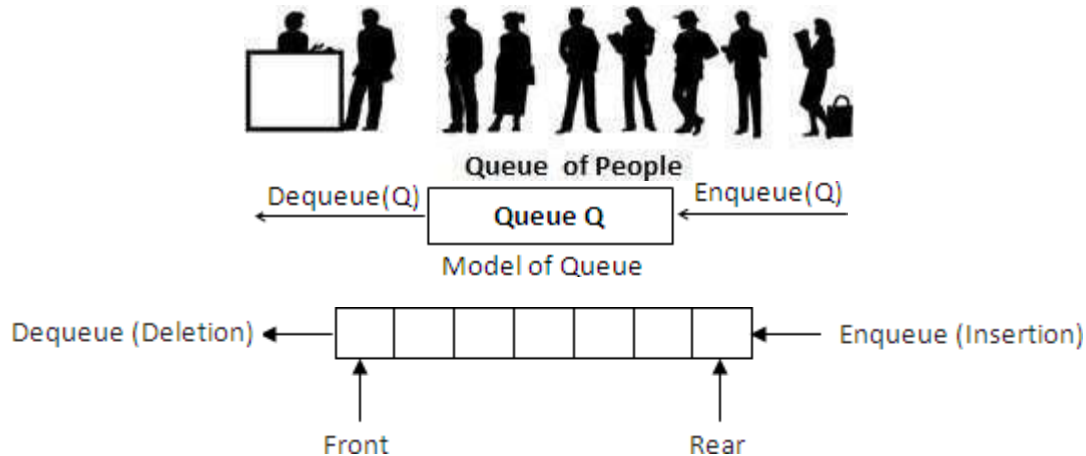 Queue of People
Dequeue(Q)
Enqueue(Q)
Queue Q
Model of Queue
Dequeue (Deletion)
Enqueue (Insertion)
Front
Rear